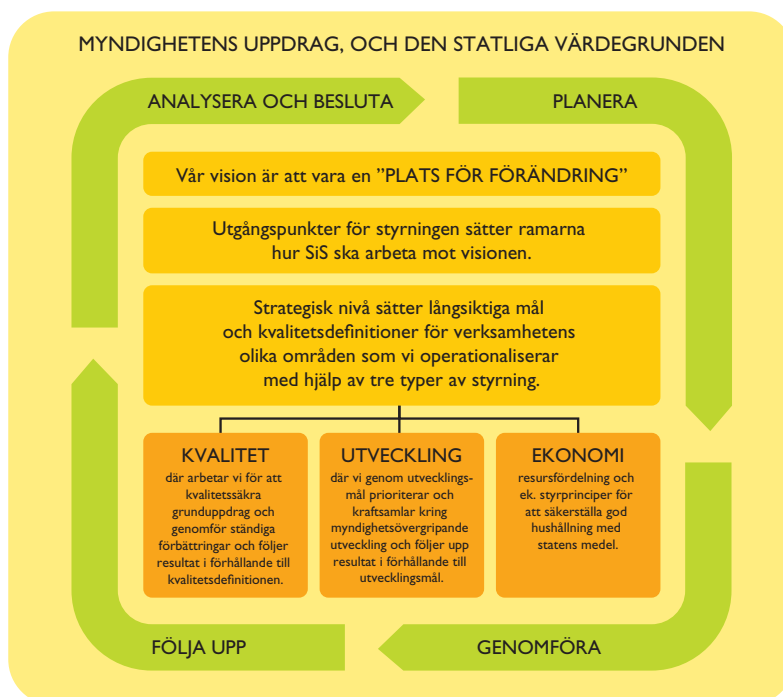 MYNDIGHETENS UPPDRAG, OCH DEN STATLIGA VÄRDEGRUNDEN
ANALYSERA OCH BESLUTA
PLANERA
Vår vision är att vara en ”PLATS FÖR FÖRÄNDRING”
Utgångspunkter för styrningen sätter ramarna
hur SiS ska arbeta mot visionen.
Strategisk nivå sätter långsiktiga mål
och kvalitetsdefinitioner för verksamhetens
olika områden som vi operationaliserar
med hjälp av tre typer av styrning.
KVALITET
där arbetar vi för att
kvalitetssäkra
grunduppdrag och
genomför ständiga
förbättringar och följer
resultat i förhållande till
kvalitetsdefinitionen.
UTVECKLING
där vi genom utvecklings-
mål prioriterar och
kraftsamlar kring
myndighetsövergripande
utveckling och följer upp
resultat i förhållande till
utvecklingsmål.
EKONOMI
resursfördelning och
ek. styrprinciper för
att säkerställa god
hushållning med
statens medel.
FÖLJA UPP
GENOMFÖRA